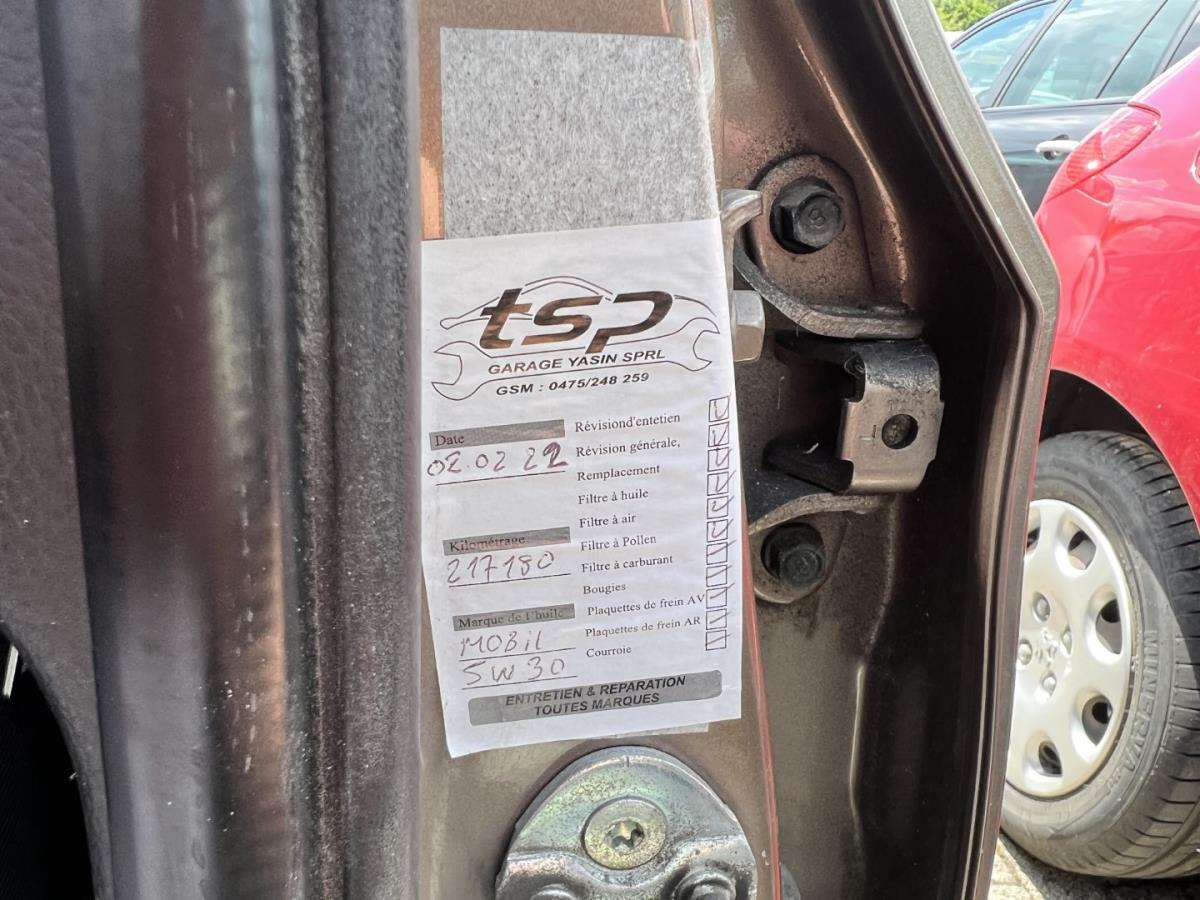 tsp
GARAGE YASIN SPRL
GSM : 0475/248 259
Date
02.02 22
Kilométrage
217180
Marque de l'huile
MOBIL
5W30
Révisiond'entetien
Révision générale,
Remplacement
Filtre à huile
Filtre à air
Filtre à Pollen
Filtre à carburant
Bougies
Plaquettes de frein AV
Plaquettes de frein AR
Courroie
ENTRETIEN & REPARATION
TOUTES MARQUES
8
MINERVA